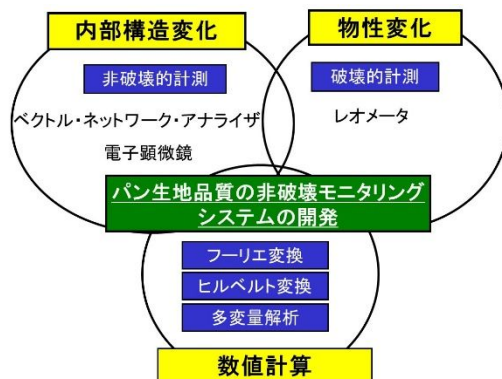 内部構造変化
物性変化
非破壊的計測
破壊的計測
ベクトル・ネットワーク・アナライザ
レオメータ
電子顕微鏡
パン生地品質の非破壊モニタリング
システムの開発
フーリエ変換
ヒルベルト変換
多変量解析
数値計算